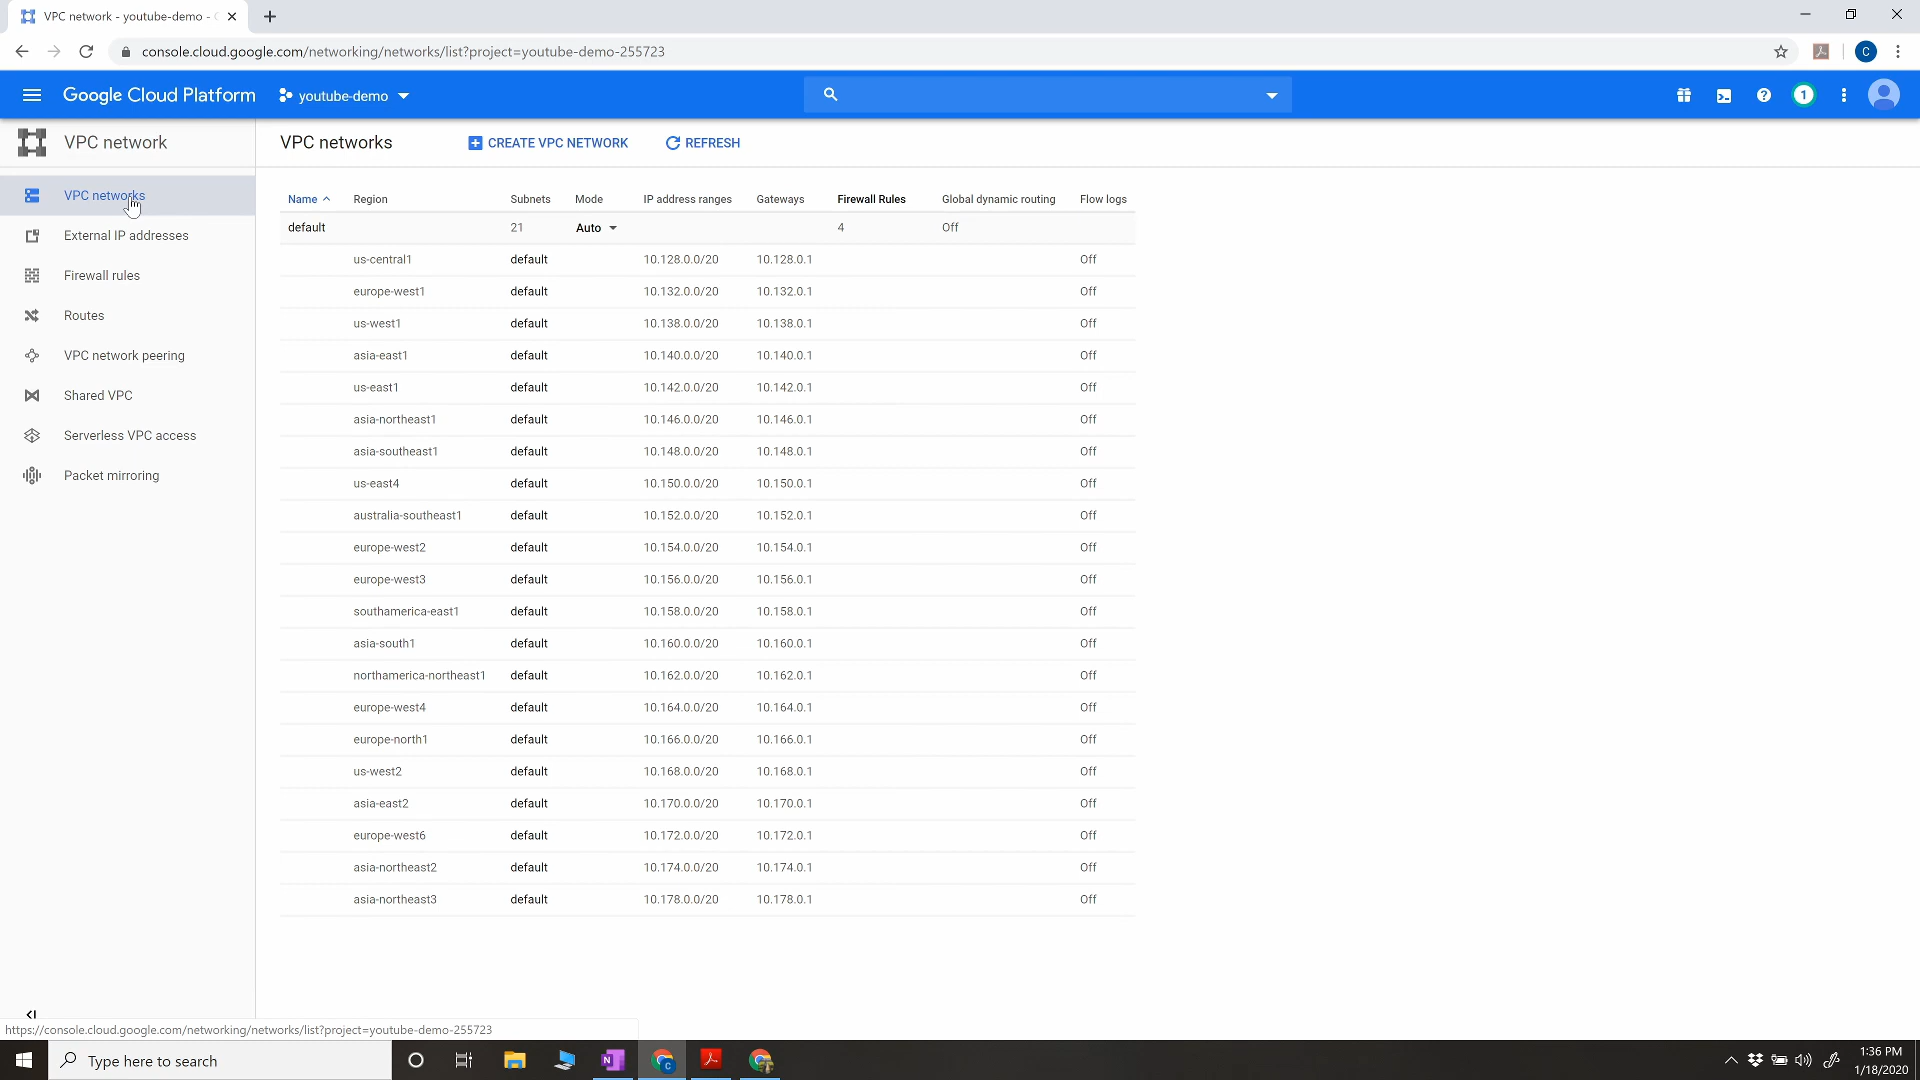 VPC network - youtube-demo -
console.cloud.google.com/networking/networks/list?project=youtube-demo-255723
C
Google Cloud Platform
youtube-demo
1
VPC network
VPC networks
CREATE VPC NETWORK
REFRESH
VPC networks
External IP addresses
Firewall rules
Routes
VPC network peering
Shared VPC
Serverless VPC access
Packet mirroring
Name Region Subnets Mode IP address ranges Gateways Firewall Rules Global dynamic routing Flow logs
default 21 Auto 4 Off
us-central1 default 10.128.0.0/20 10.128.0.1 Off
europe-west1 default 10.132.0.0/20 10.132.0.1 Off
us-west1 default 10.138.0.0/20 10.138.0.1 Off
asia-east1 default 10.140.0.0/20 10.140.0.1 Off
us-east1 default 10.142.0.0/20 10.142.0.1 Off
asia-northeast1 default 10.146.0.0/20 10.146.0.1 Off
asia-southeast1 default 10.148.0.0/20 10.148.0.1 Off
us-east4 default 10.150.0.0/20 10.150.0.1 Off
australia-southeast1 default 10.152.0.0/20 10.152.0.1 Off
europe-west2 default 10.154.0.0/20 10.154.0.1 Off
europe-west3 default 10.156.0.0/20 10.156.0.1 Off
southamerica-east1 default 10.158.0.0/20 10.158.0.1 Off
asia-south1 default 10.160.0.0/20 10.160.0.1 Off
northamerica-northeast1 default 10.162.0.0/20 10.162.0.1 Off
europe-west4 default 10.164.0.0/20 10.164.0.1 Off
europe-north1 default 10.166.0.0/20 10.166.0.1 Off
us-west2 default 10.168.0.0/20 10.168.0.1 Off
asia-east2 default 10.170.0.0/20 10.170.0.1 Off
europe-west6 default 10.172.0.0/20 10.172.0.1 Off
asia-northeast2 default 10.174.0.0/20 10.174.0.1 Off
asia-northeast3 default 10.178.0.0/20 10.178.0.1 Off
https://console.cloud.google.com/networking/networks/list?project=youtube-demo-255723
Type here to search
1:36 PM
1/18/2020